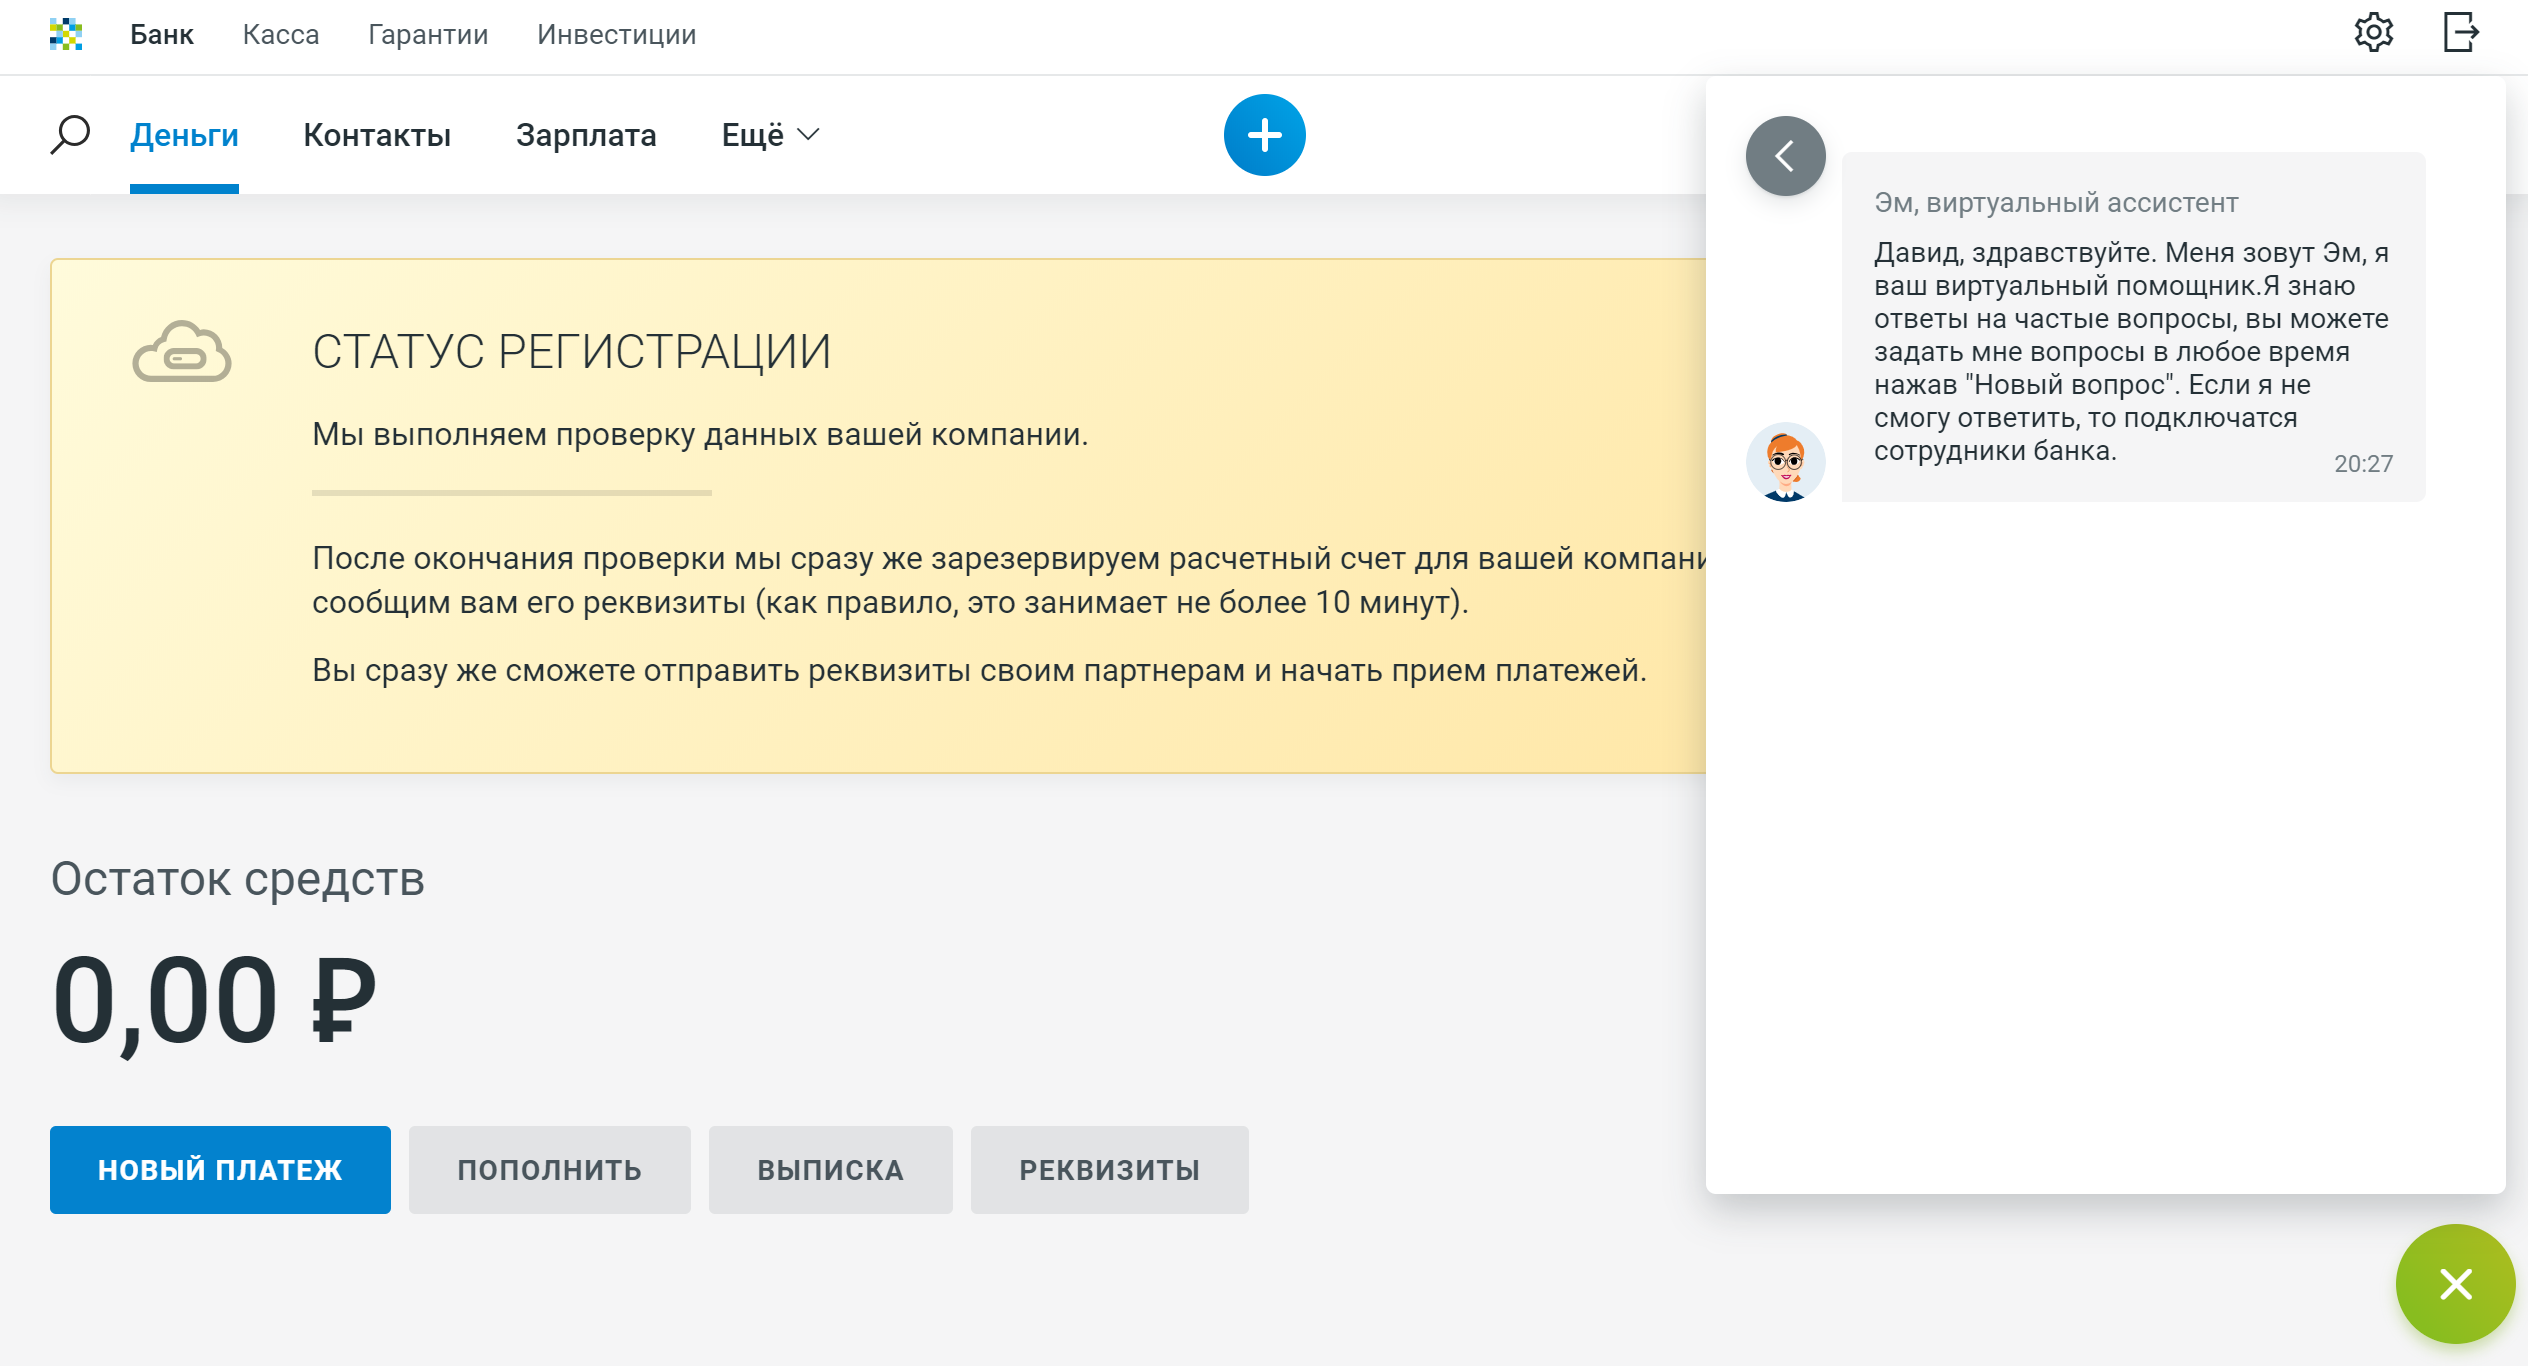 Банк Касса Гарантии Инвестиции
Деньги Контакты Зарплата Ещё
СТАТУС РЕГИСТРАЦИИ
Мы выполняем проверку данных вашей компании.
После окончания проверки мы сразу же зарезервируем расчетный счет для вашей компани
сообщим вам его реквизиты (как правило, это занимает не более 10 минут).
Вы сразу же сможете отправить реквизиты своим партнерам и начать прием платежей.
Остаток средств
0,00 ₽
НОВЫЙ ПЛАТЕЖ ПОПОЛНИТЬ ВЫПИСКА РЕКВИЗИТЫ
Эм, виртуальный ассистент
Давид, здравствуйте. Меня зовут Эм, я
ваш виртуальный помощник.Я знаю
ответы на частые вопросы, вы можете
задать мне вопросы в любое время
нажав "Новый вопрос". Если я не
смогу ответить, то подключатся
сотрудники банка.
20:27